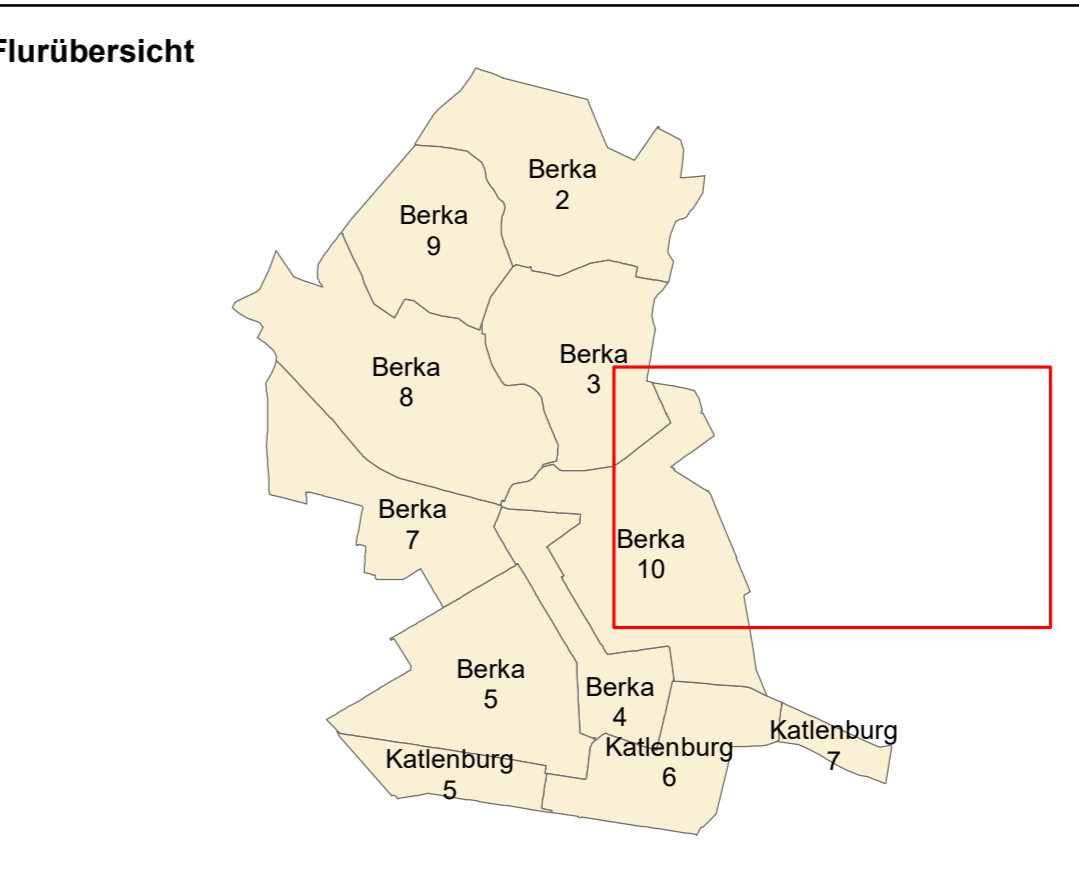 Flurübersicht
Berka
2
Berka
9
Berka
3
Berka
8
Berka
7
Berka
10
Berka
5
Berka
4
Katlenburg
7
Katlenburg
6
Katlenburg
5